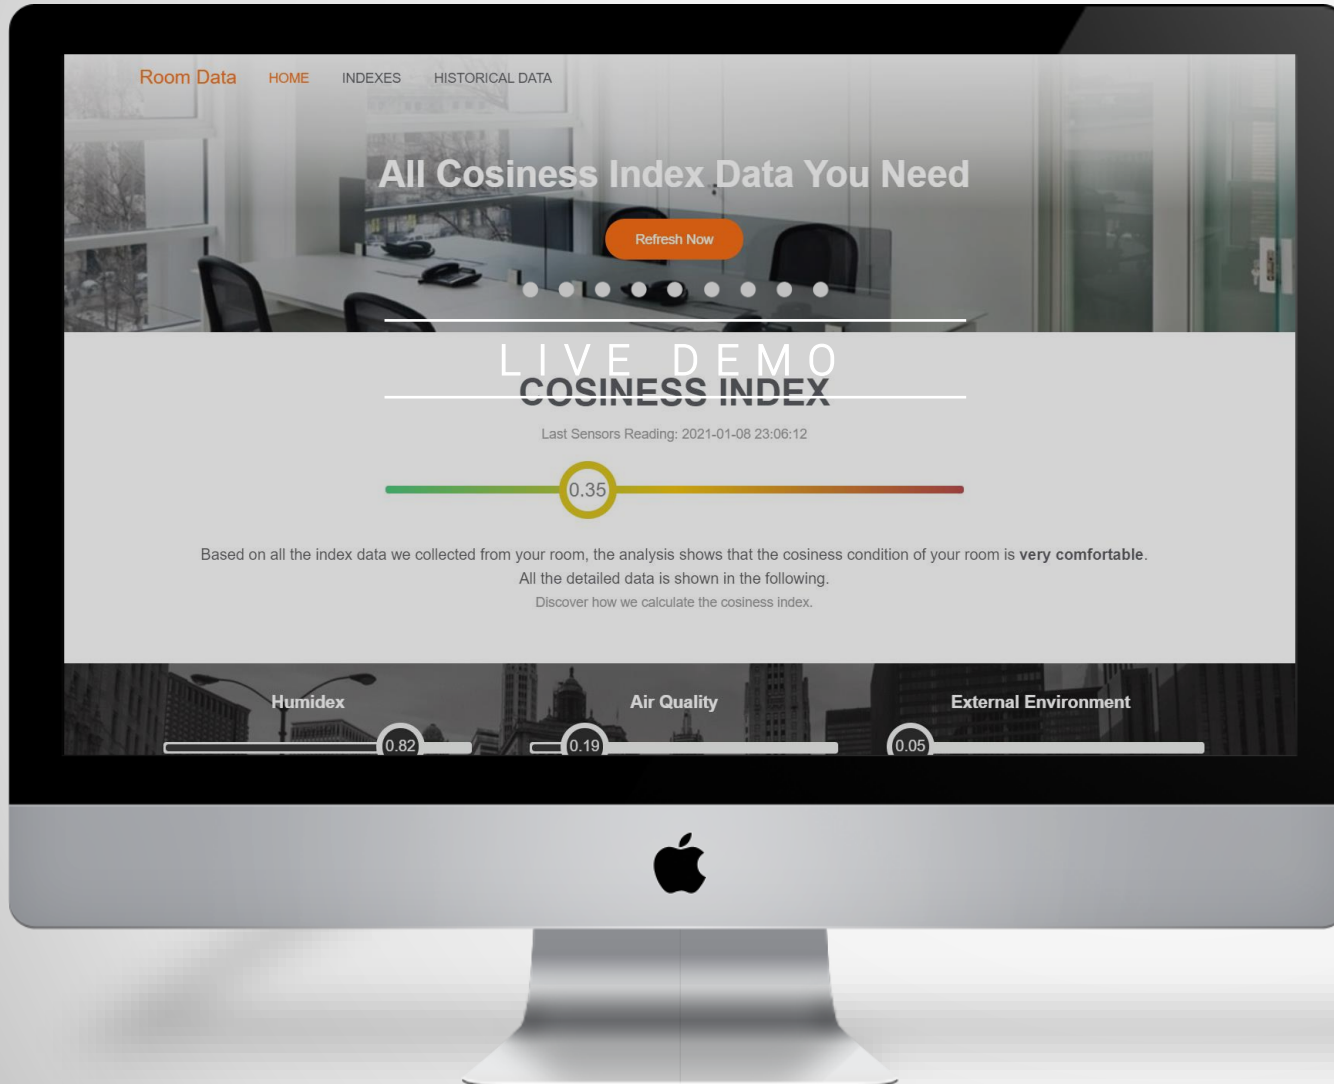 Room Data HOME INDEXES HISTORICAL DATA
All Cosiness Index Data You Need
Refresh Now
LIVE DEMO
COSINESS INDEX
Last Sensors Reading: 2021-01-08 23:06:12
0.35
Based on all the index data we collected from your room, the analysis shows that the cosiness condition of your room is very comfortable.
All the detailed data is shown in the following.
Discover how we calculate the cosiness index.
Humidex Air Quality External Environment
0.82 0.19 0.05